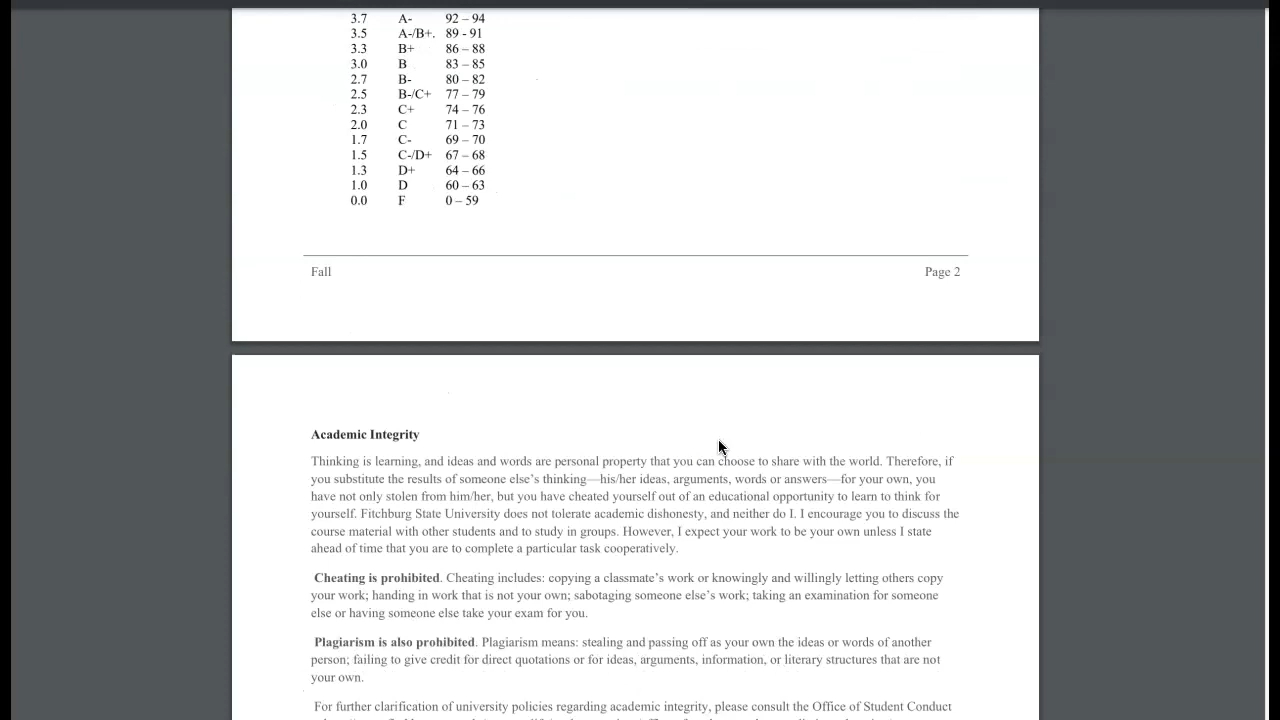 3.7 A- 92 – 94
3.5 A-/B+. 89 - 91
3.3 B+ 86 – 88
3.0 B 83 – 85
2.7 B- 80 – 82
2.5 B-/C+ 77 – 79
2.3 C+ 74 – 76
2.0 C 71 – 73
1.7 C- 69 – 70
1.5 C-/D+ 67 – 68
1.3 D+ 64 – 66
1.0 D 60 – 63
0.0 F 0 – 59
Fall Page 2
Academic Integrity
Thinking is learning, and ideas and words are personal property that you can choose to share with the world. Therefore, if
you substitute the results of someone else’s thinking—his/her ideas, arguments, words or answers—for your own, you
have not only stolen from him/her, but you have cheated yourself out of an educational opportunity to learn to think for
yourself. Fitchburg State University does not tolerate academic dishonesty, and neither do I. I encourage you to discuss the
course material with other students and to study in groups. However, I expect your work to be your own unless I state
ahead of time that you are to complete a particular task cooperatively.
Cheating is prohibited. Cheating includes: copying a classmate’s work or knowingly and willingly letting others copy
your work; handing in work that is not your own; sabotaging someone else’s work; taking an examination for someone
else or having someone else take your exam for you.
Plagiarism is also prohibited. Plagiarism means: stealing and passing off as your own the ideas or words of another
person; failing to give credit for direct quotations or for ideas, arguments, information, or literary structures that are not
your own.
For further clarification of university policies regarding academic integrity, please consult the Office of Student Conduct